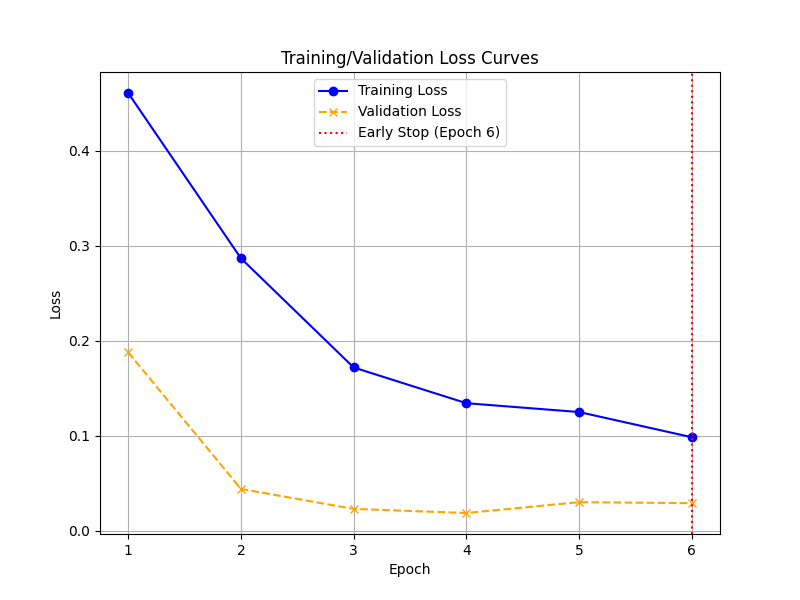 Training/Validation Loss Curves
Training Loss
Validation Loss
Early Stop (Epoch 6)
Loss
0.4
0.3
0.2
0.1
0.0
1 2 3 4 5 6
Epoch